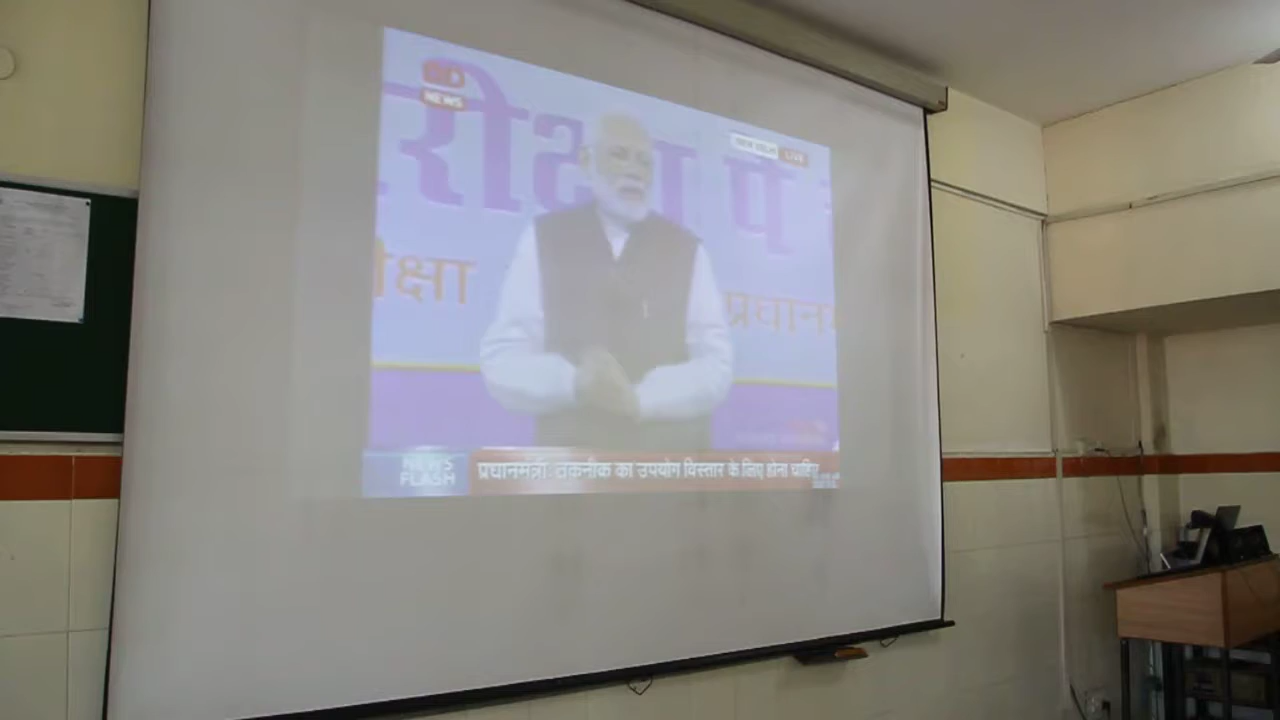 DD
NEWS
NEW DELHI LIVE
रीक्षा पे
क्षा
प्रधान
NEWS
FLASH
प्रधानमंत्री: तकनीक का उपयोग विस्तार के लिए होना चाहिए